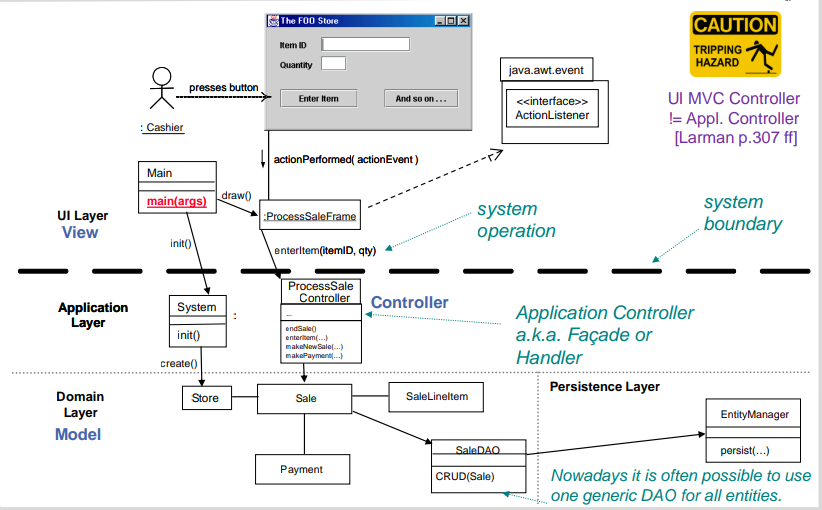 The FOO Store
Item ID
Quantity
Enter Item
And so on . . .
CAUTION
TRIPPING
HAZARD
presses button
: Cashier
java.awt.event
<<interface>>
ActionListener
UI MVC Controller
!= Appl. Controller
[Larman p.307 ff]
actionPerformed( actionEvent )
Main
main(args)
draw()
:ProcessSaleFrame
system
operation
system
boundary
UI Layer
View
init()
enterItem(itemID, qty)
Application
Layer
System
init()
:
ProcessSale
Controller
...
endSale()
enterItem(...)
makeNewSale(...)
makePayment(...)
Controller
Application Controller
a.k.a. Façade or
Handler
create()
Domain
Layer
Model
Store
Sale
SaleLineItem
Payment
SaleDAO
CRUD(Sale)
Persistence Layer
EntityManager
persist(...)
Nowadays it is often possible to use
one generic DAO for all entities.